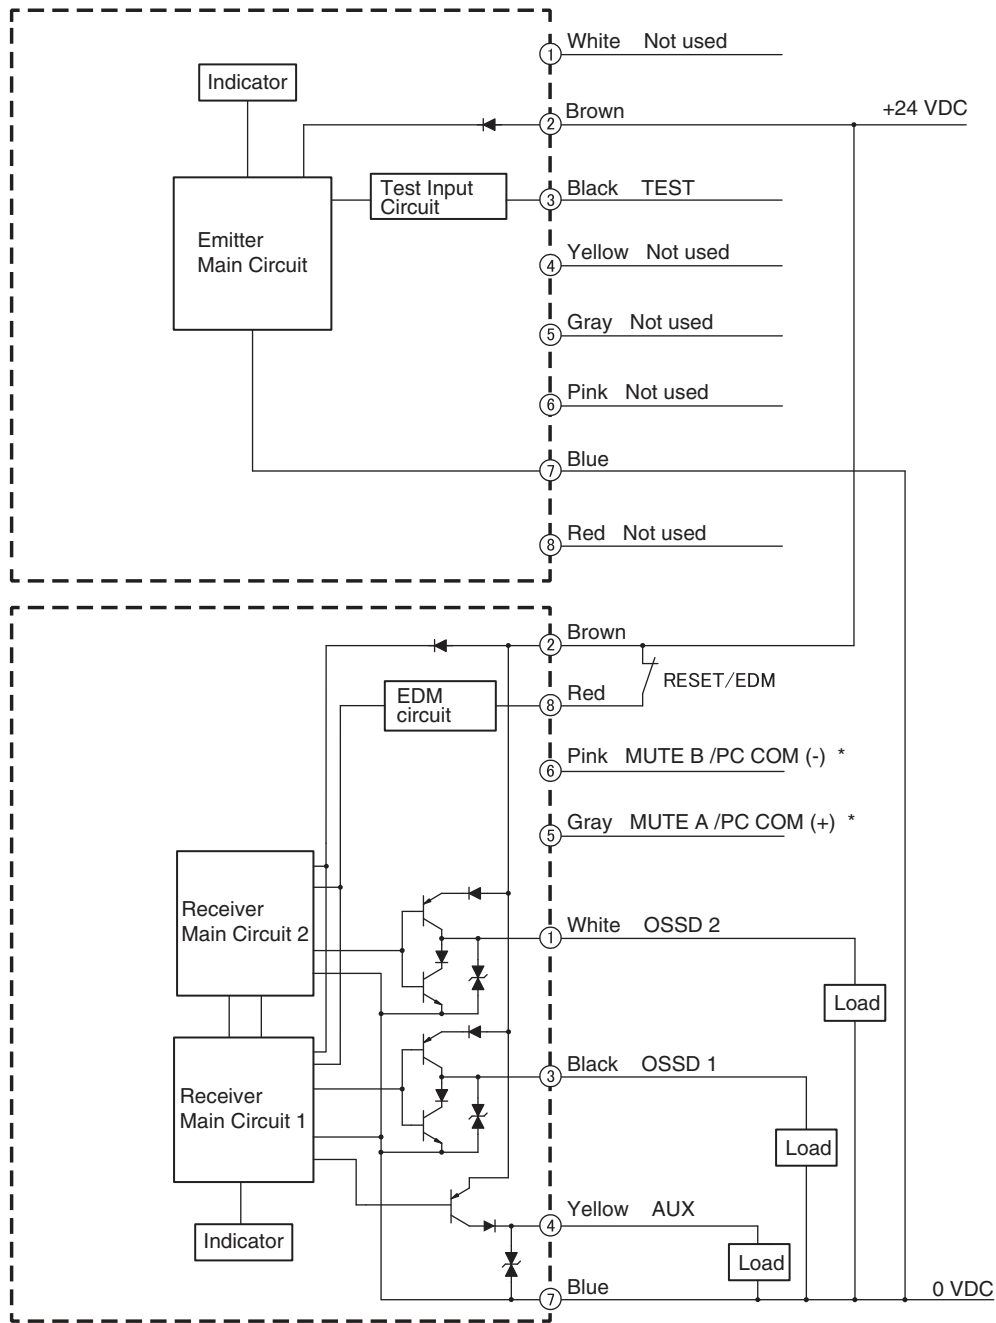 1 White Not used
Indicator
2 Brown +24 VDC
Test Input
Circuit
3 Black TEST
Emitter
Main Circuit
4 Yellow Not used
5 Gray Not used
6 Pink Not used
7 Blue
8 Red Not used
2 Brown
RESET/EDM
EDM
circuit
8 Red
6 Pink MUTE B /PC COM (-) *
5 Gray MUTE A /PC COM (+) *
Receiver
Main Circuit 2
1 White OSSD 2
Load
3 Black OSSD 1
Receiver
Main Circuit 1
Load
4 Yellow AUX
Indicator
Load
7 Blue 0 VDC